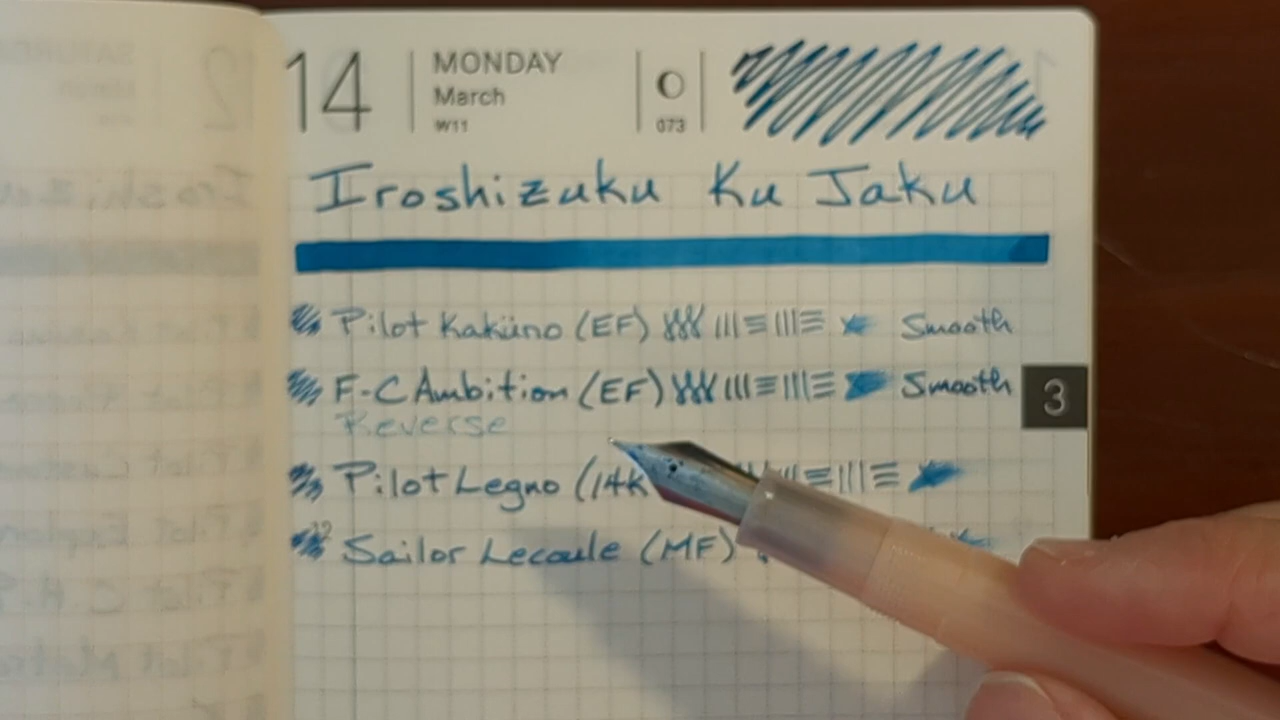 14 MONDAY
March
W11 073
Iroshizuku Ku Jaku
Pilot Kaküno (EF) Smooth
F-C Ambition (EF) Smooth
Reverse
3
Pilot Legno (14k
Sailor Lecoule (MF)